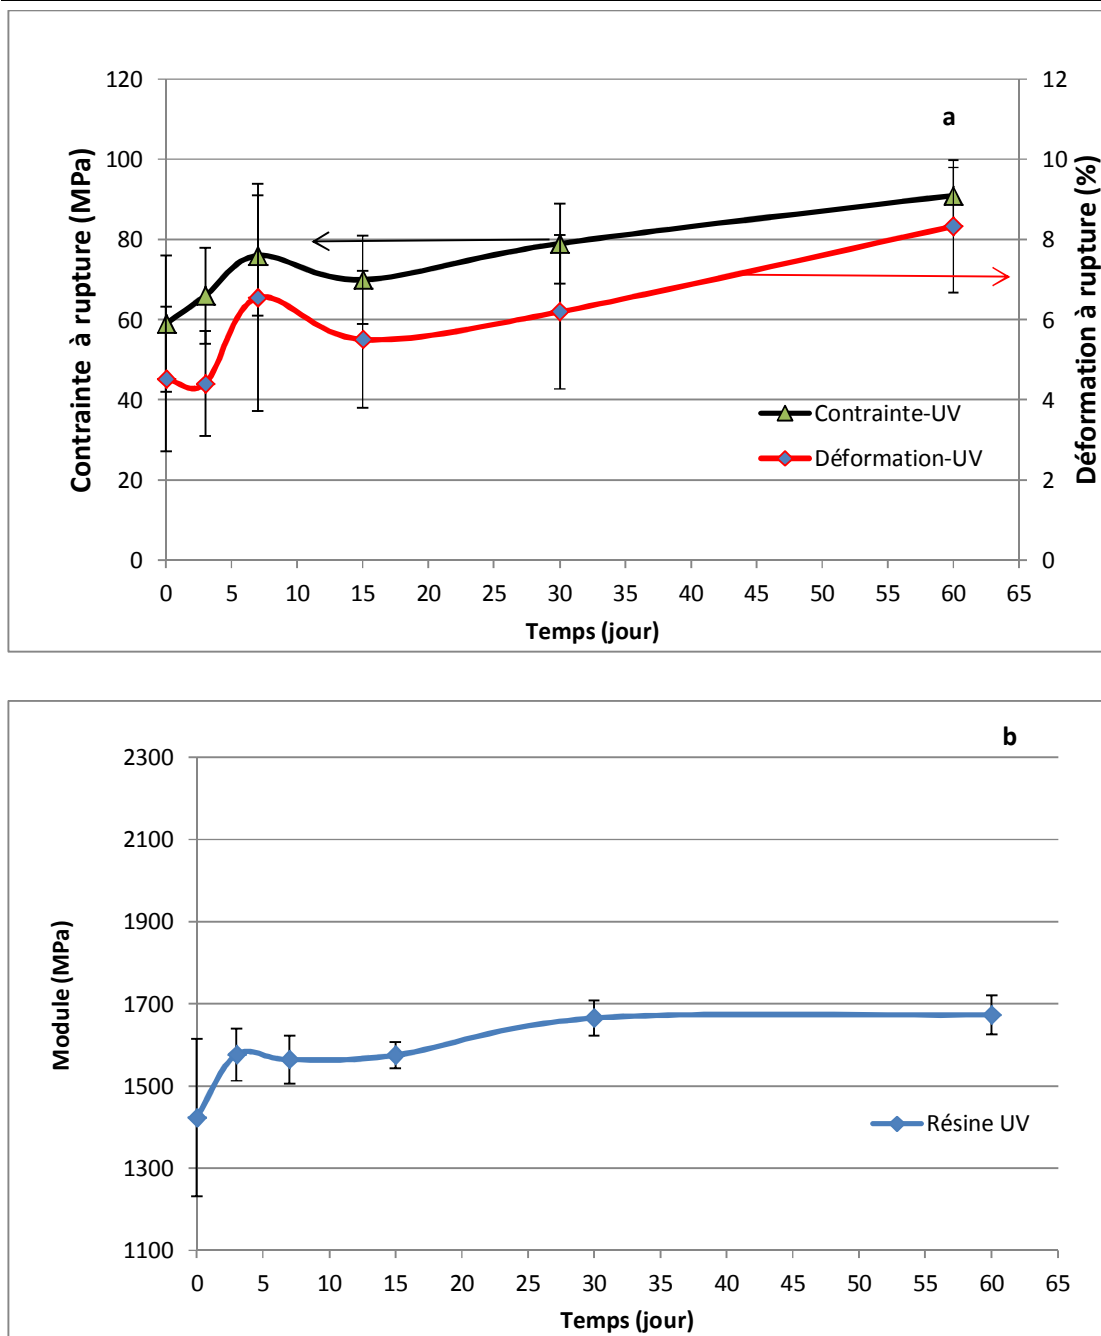 a
Contrainte à rupture (MPa)
120
100
80
60
40
20
0
Déformation à rupture (%)
12
10
8
6
4
2
0
Contrainte-UV
Déformation-UV
0 5 10 15 20 25 30 35 40 45 50 55 60 65
Temps (jour)
b
Module (MPa)
2300
2100
1900
1700
1500
1300
1100
Résine UV
0 5 10 15 20 25 30 35 40 45 50 55 60 65
Temps (jour)